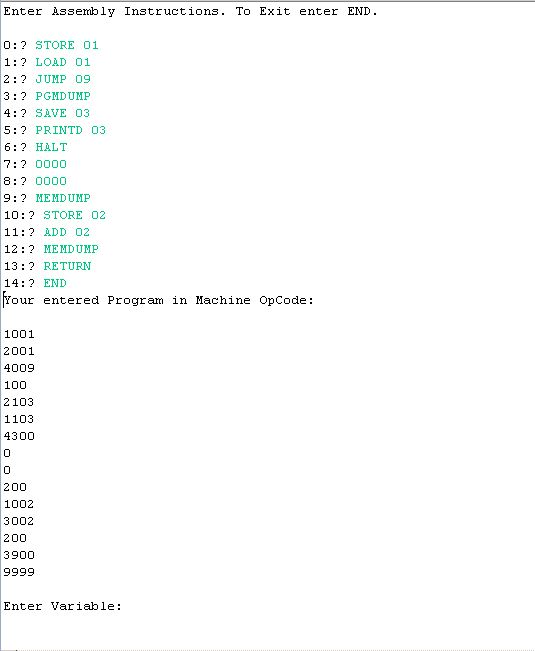 Enter Assembly Instructions. To Exit enter END.
0:? STORE 01
1:? LOAD 01
2:? JUMP 09
3:? PGMDUMP
4:? SAVE 03
5:? PRINTD 03
6:? HALT
7:? 0000
8:? 0000
9:? MEMDUMP
10:? STORE 02
11:? ADD 02
12:? MEMDUMP
13:? RETURN
14:? END
Your entered Program in Machine OpCode:
1001
2001
4009
100
2103
1103
4300
0
0
200
1002
3002
200
3900
9999
Enter Variable: